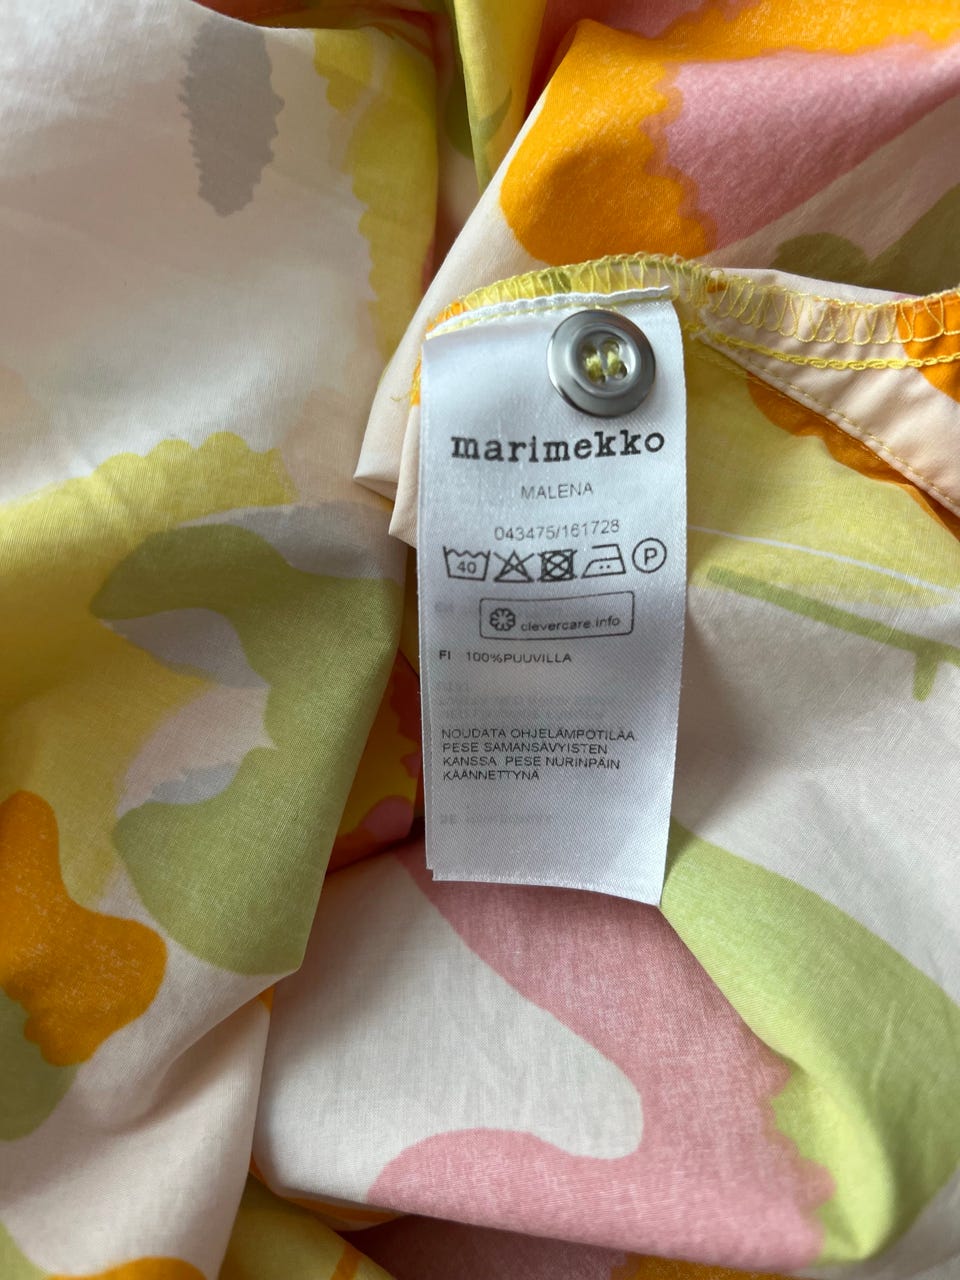 marimekko
MALENA
043475/161728
40
P
clevercare.info
FI 100%PUUVILLA
NOUDATA OHJELÄMPÖTILAA.
PESE SAMANSÄVYISTEN
KANSSA. PESE NURINPÄIN
KÄÄNNETTYNÄ